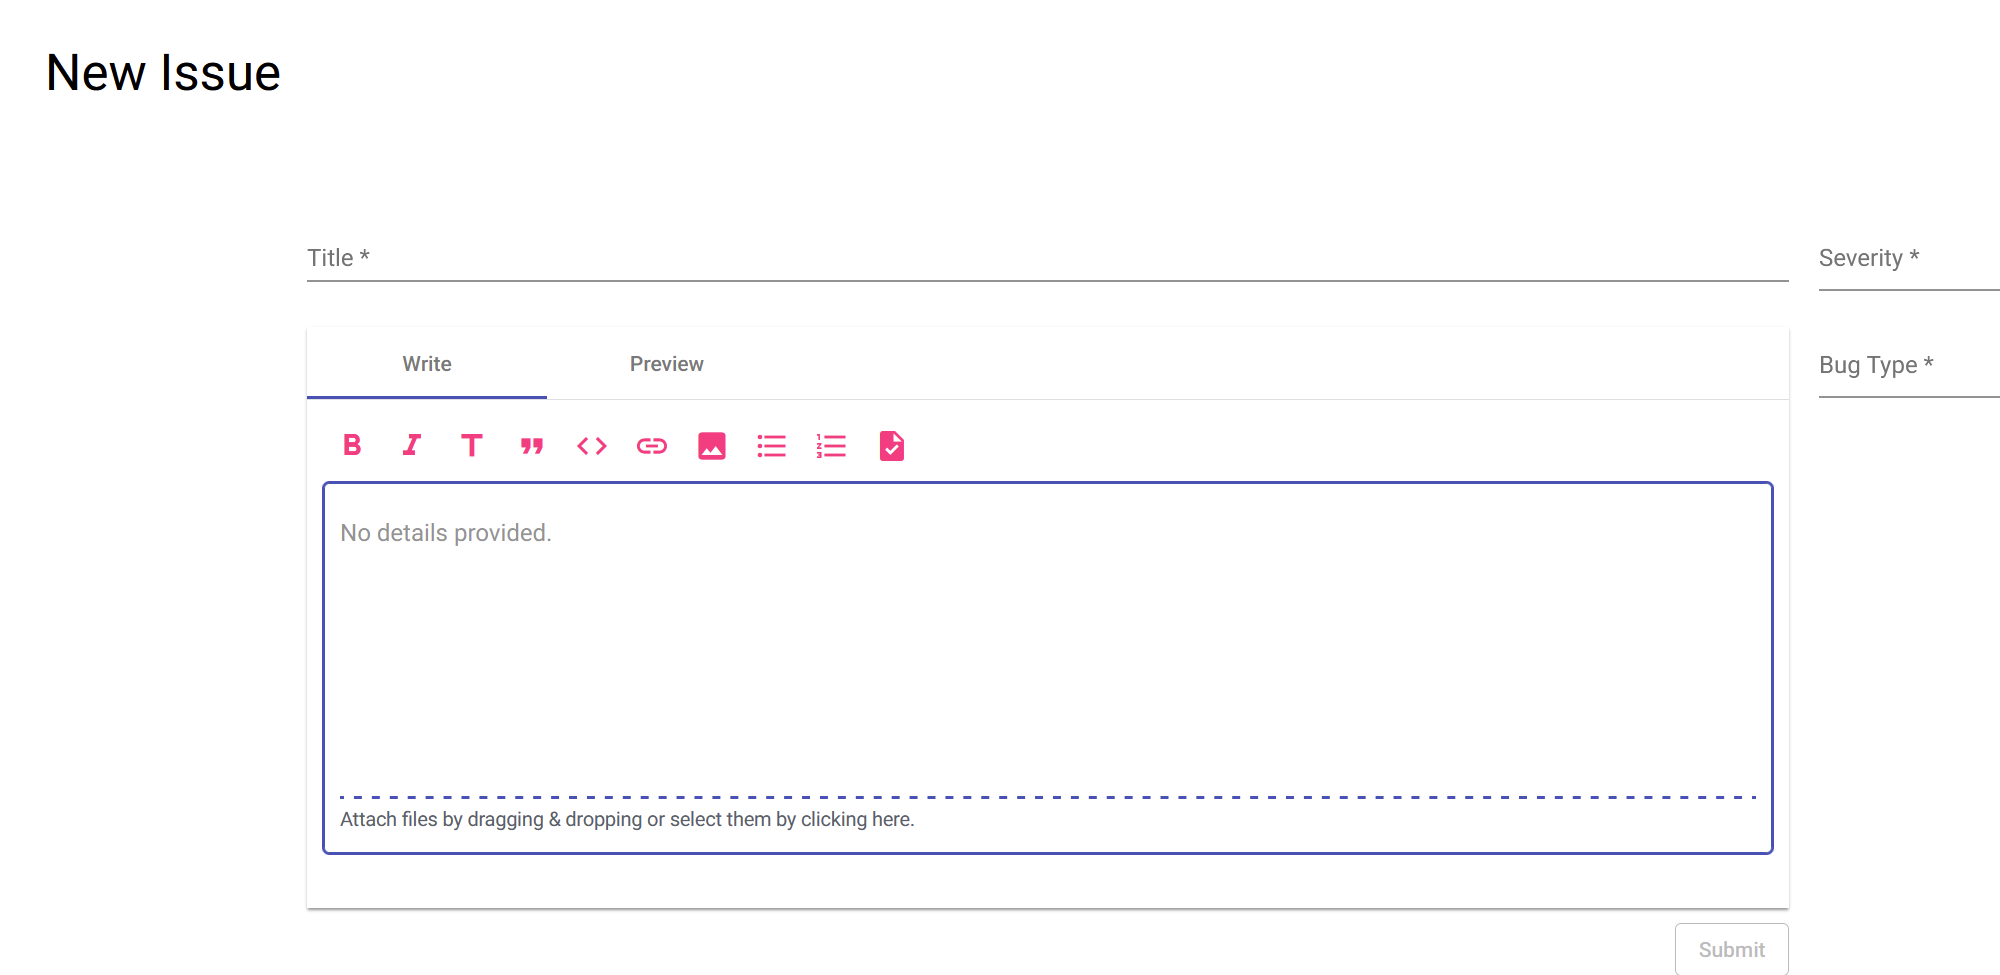 New Issue
Title *
Severity *
Write
Preview
Bug Type *
No details provided.
Attach files by dragging & dropping or select them by clicking here.
Submit